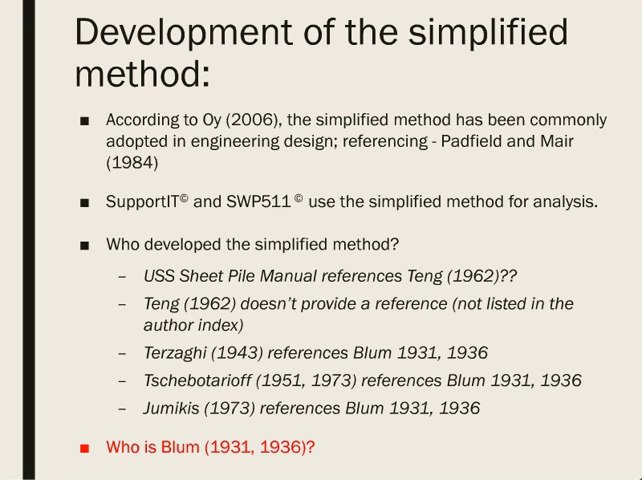 Development of the simplified
method:
▪ According to Oy (2006), the simplified method has been commonly
adopted in engineering design; referencing - Padfield and Mair
(1984)
▪ SupportIT© and SWP511 © use the simplified method for analysis.
▪ Who developed the simplified method?
– USS Sheet Pile Manual references Teng (1962)??
– Teng (1962) doesn't provide a reference (not listed in the
author index)
– Terzaghi (1943) references Blum 1931, 1936
– Tschebotarioff (1951, 1973) references Blum 1931, 1936
– Jumikis (1973) references Blum 1931, 1936
▪ Who is Blum (1931, 1936)?